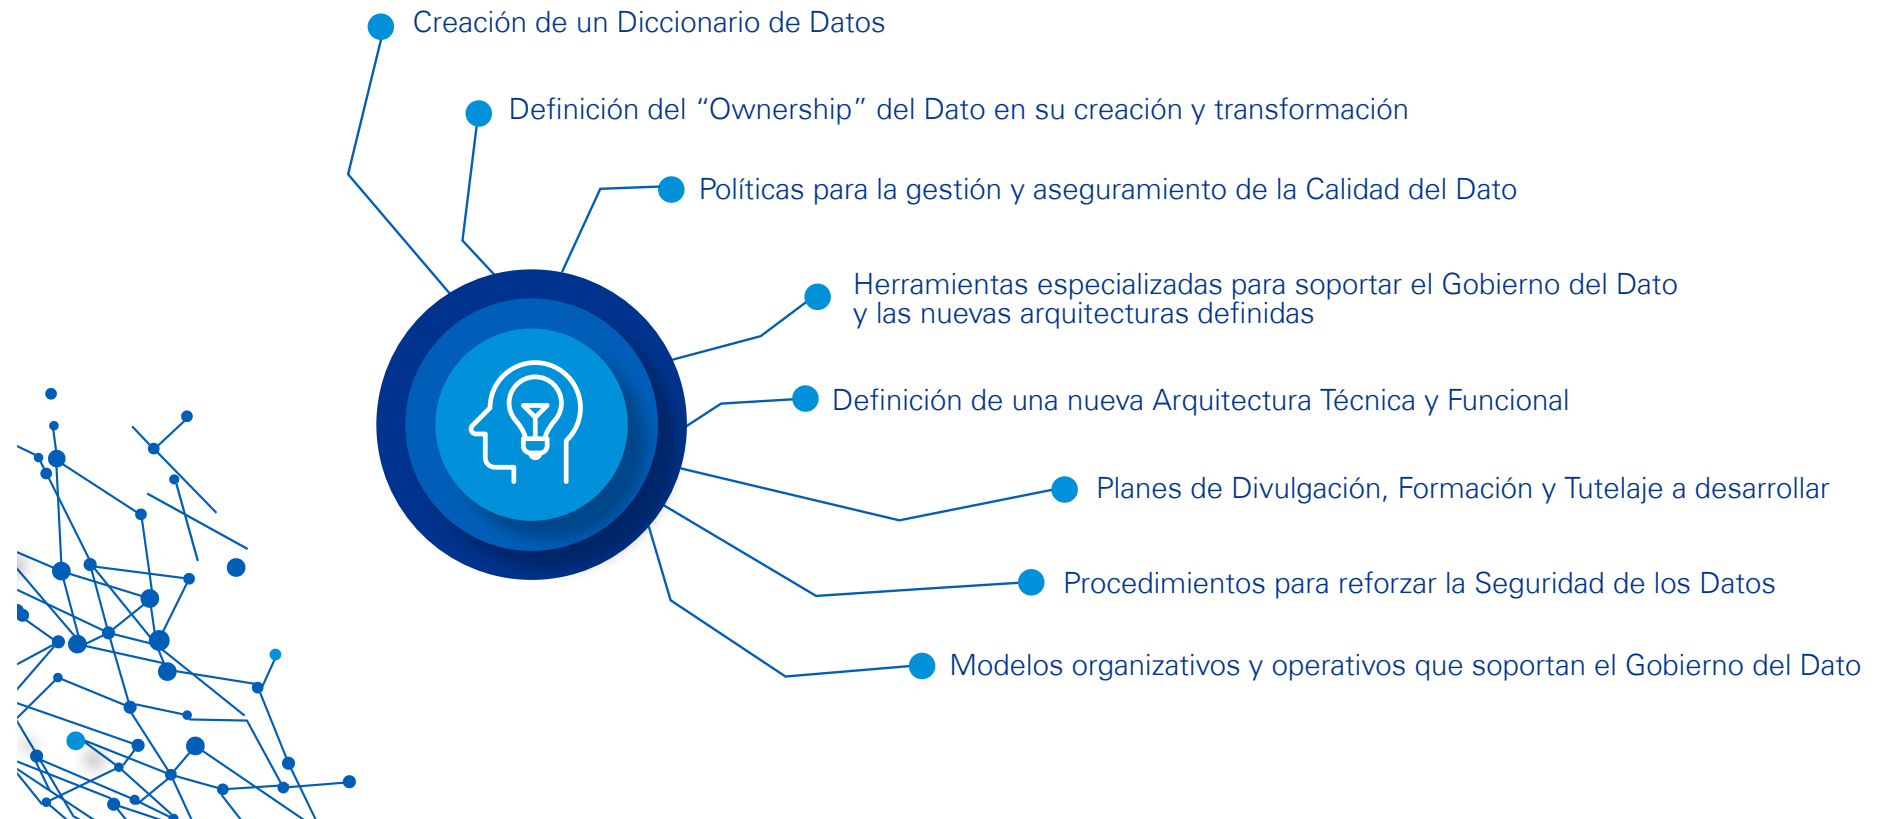 Creación de un Diccionario de Datos
Definición del “Ownership” del Dato en su creación y transformación
Políticas para la gestión y aseguramiento de la Calidad del Dato
Herramientas especializadas para soportar el Gobierno del Dato
y las nuevas arquitecturas definidas
Definición de una nueva Arquitectura Técnica y Funcional
Planes de Divulgación, Formación y Tutelaje a desarrollar
Procedimientos para reforzar la Seguridad de los Datos
Modelos organizativos y operativos que soportan el Gobierno del Dato